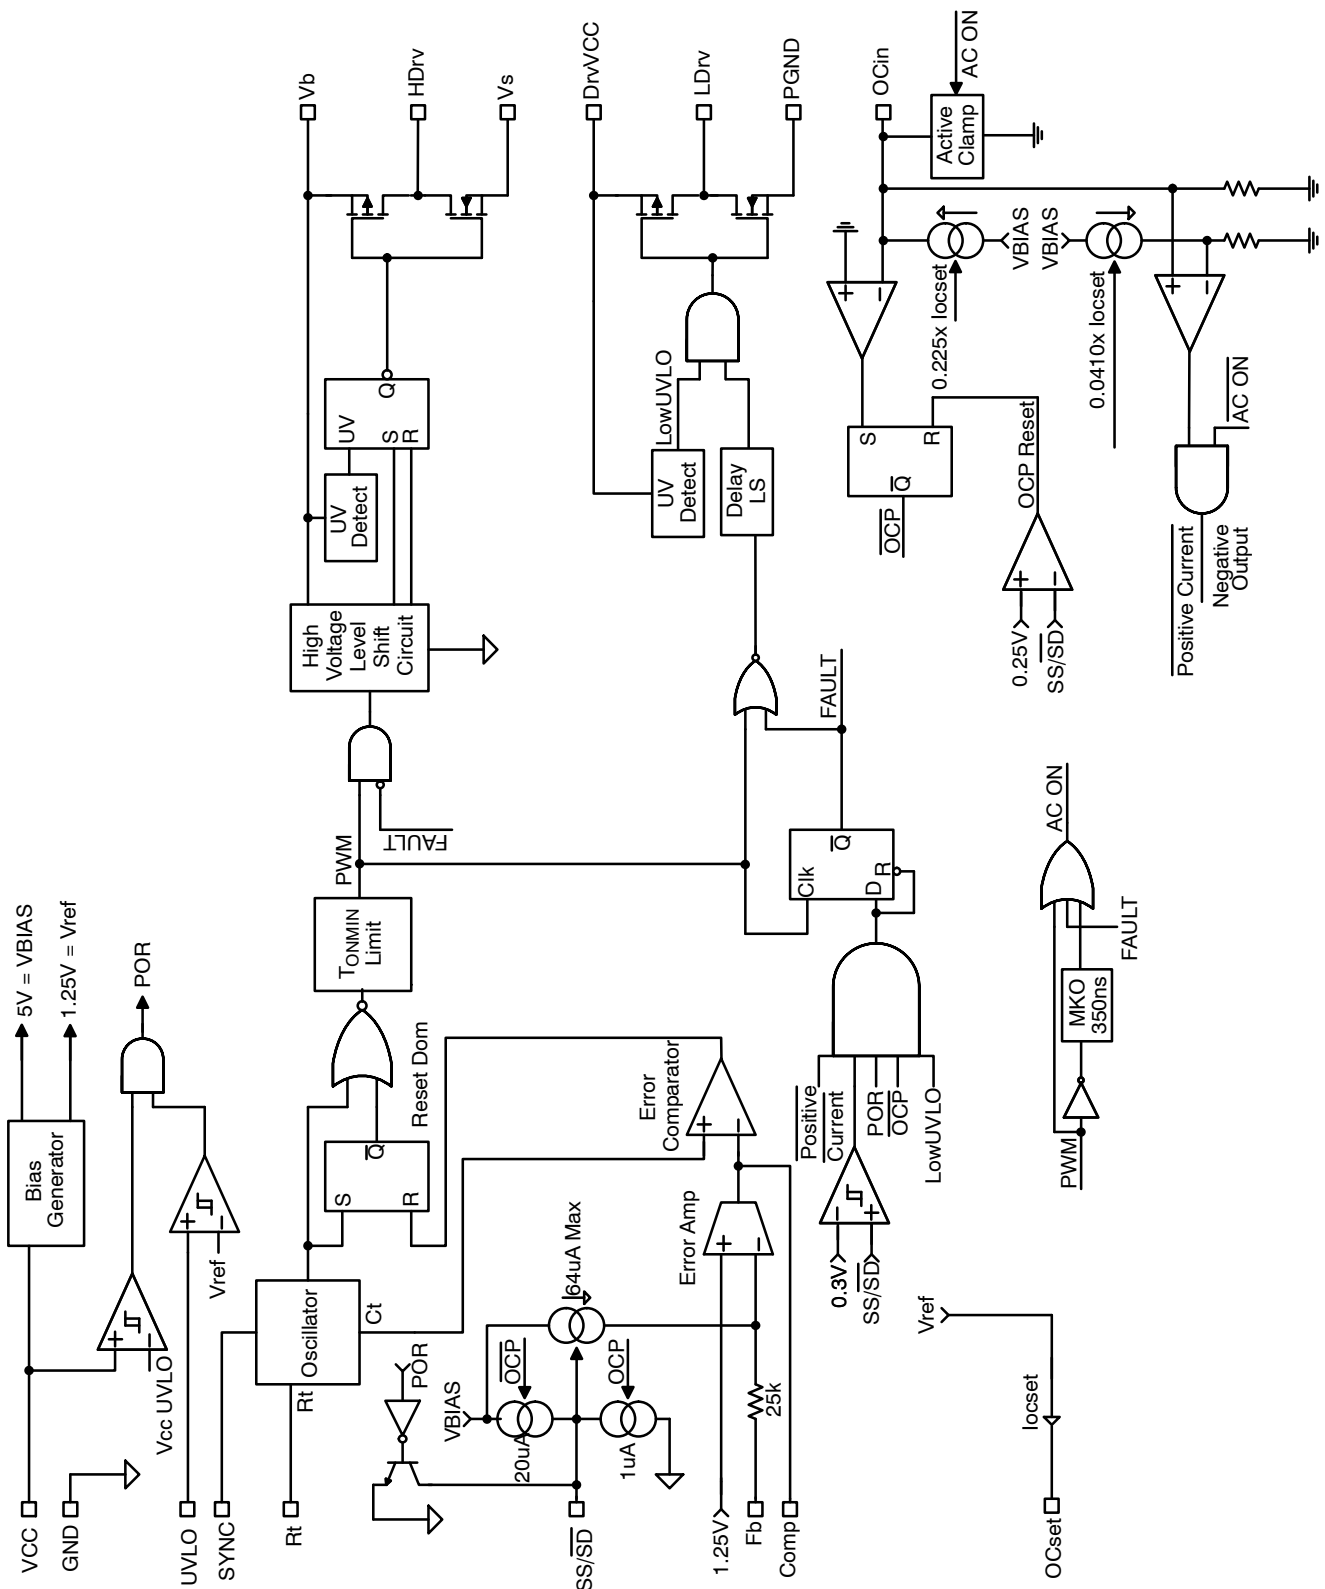 VCC
GND
UVLO
SYNC
Rt
SS/SD
1.25V
Fb
Comp
OCset
Bias
Generator
5V = VBIAS
1.25V = Vref
POR
+
−
Vcc UVLO
+
−
Vref
Oscillator
Rt
Ct
POR
VBIAS
20uA
OCP
64uA Max
OCP
1uA
25k
Error Amp
+
−
Error
Comparator
+
−
S
R
Q
Reset Dom
TONMIN
Limit
PWM
FAULT
High
Voltage
Level
Shift
Circuit
UV
Detect
UV
S
R
Q
Vb
HDrv
Vs
DrvVCC
LDrv
PGND
UV
Detect
LowUVLO
Delay
LS
FAULT
Clk
D
R
Q
0.3V
SS/SD
−
+
Positive
Current
POR
OCP
LowUVLO
Vref
Iocset
PWM
MKO
350ns
FAULT
AC ON
OCin
Active
Clamp
AC ON
+
−
S
R
Q
OCP
OCP Reset
+
−
0.25V
SS/SD
0.225x Iocset
VBIAS
VBIAS
0.0410x Iocset
+
−
AC ON
Positive Current
Negative
Output